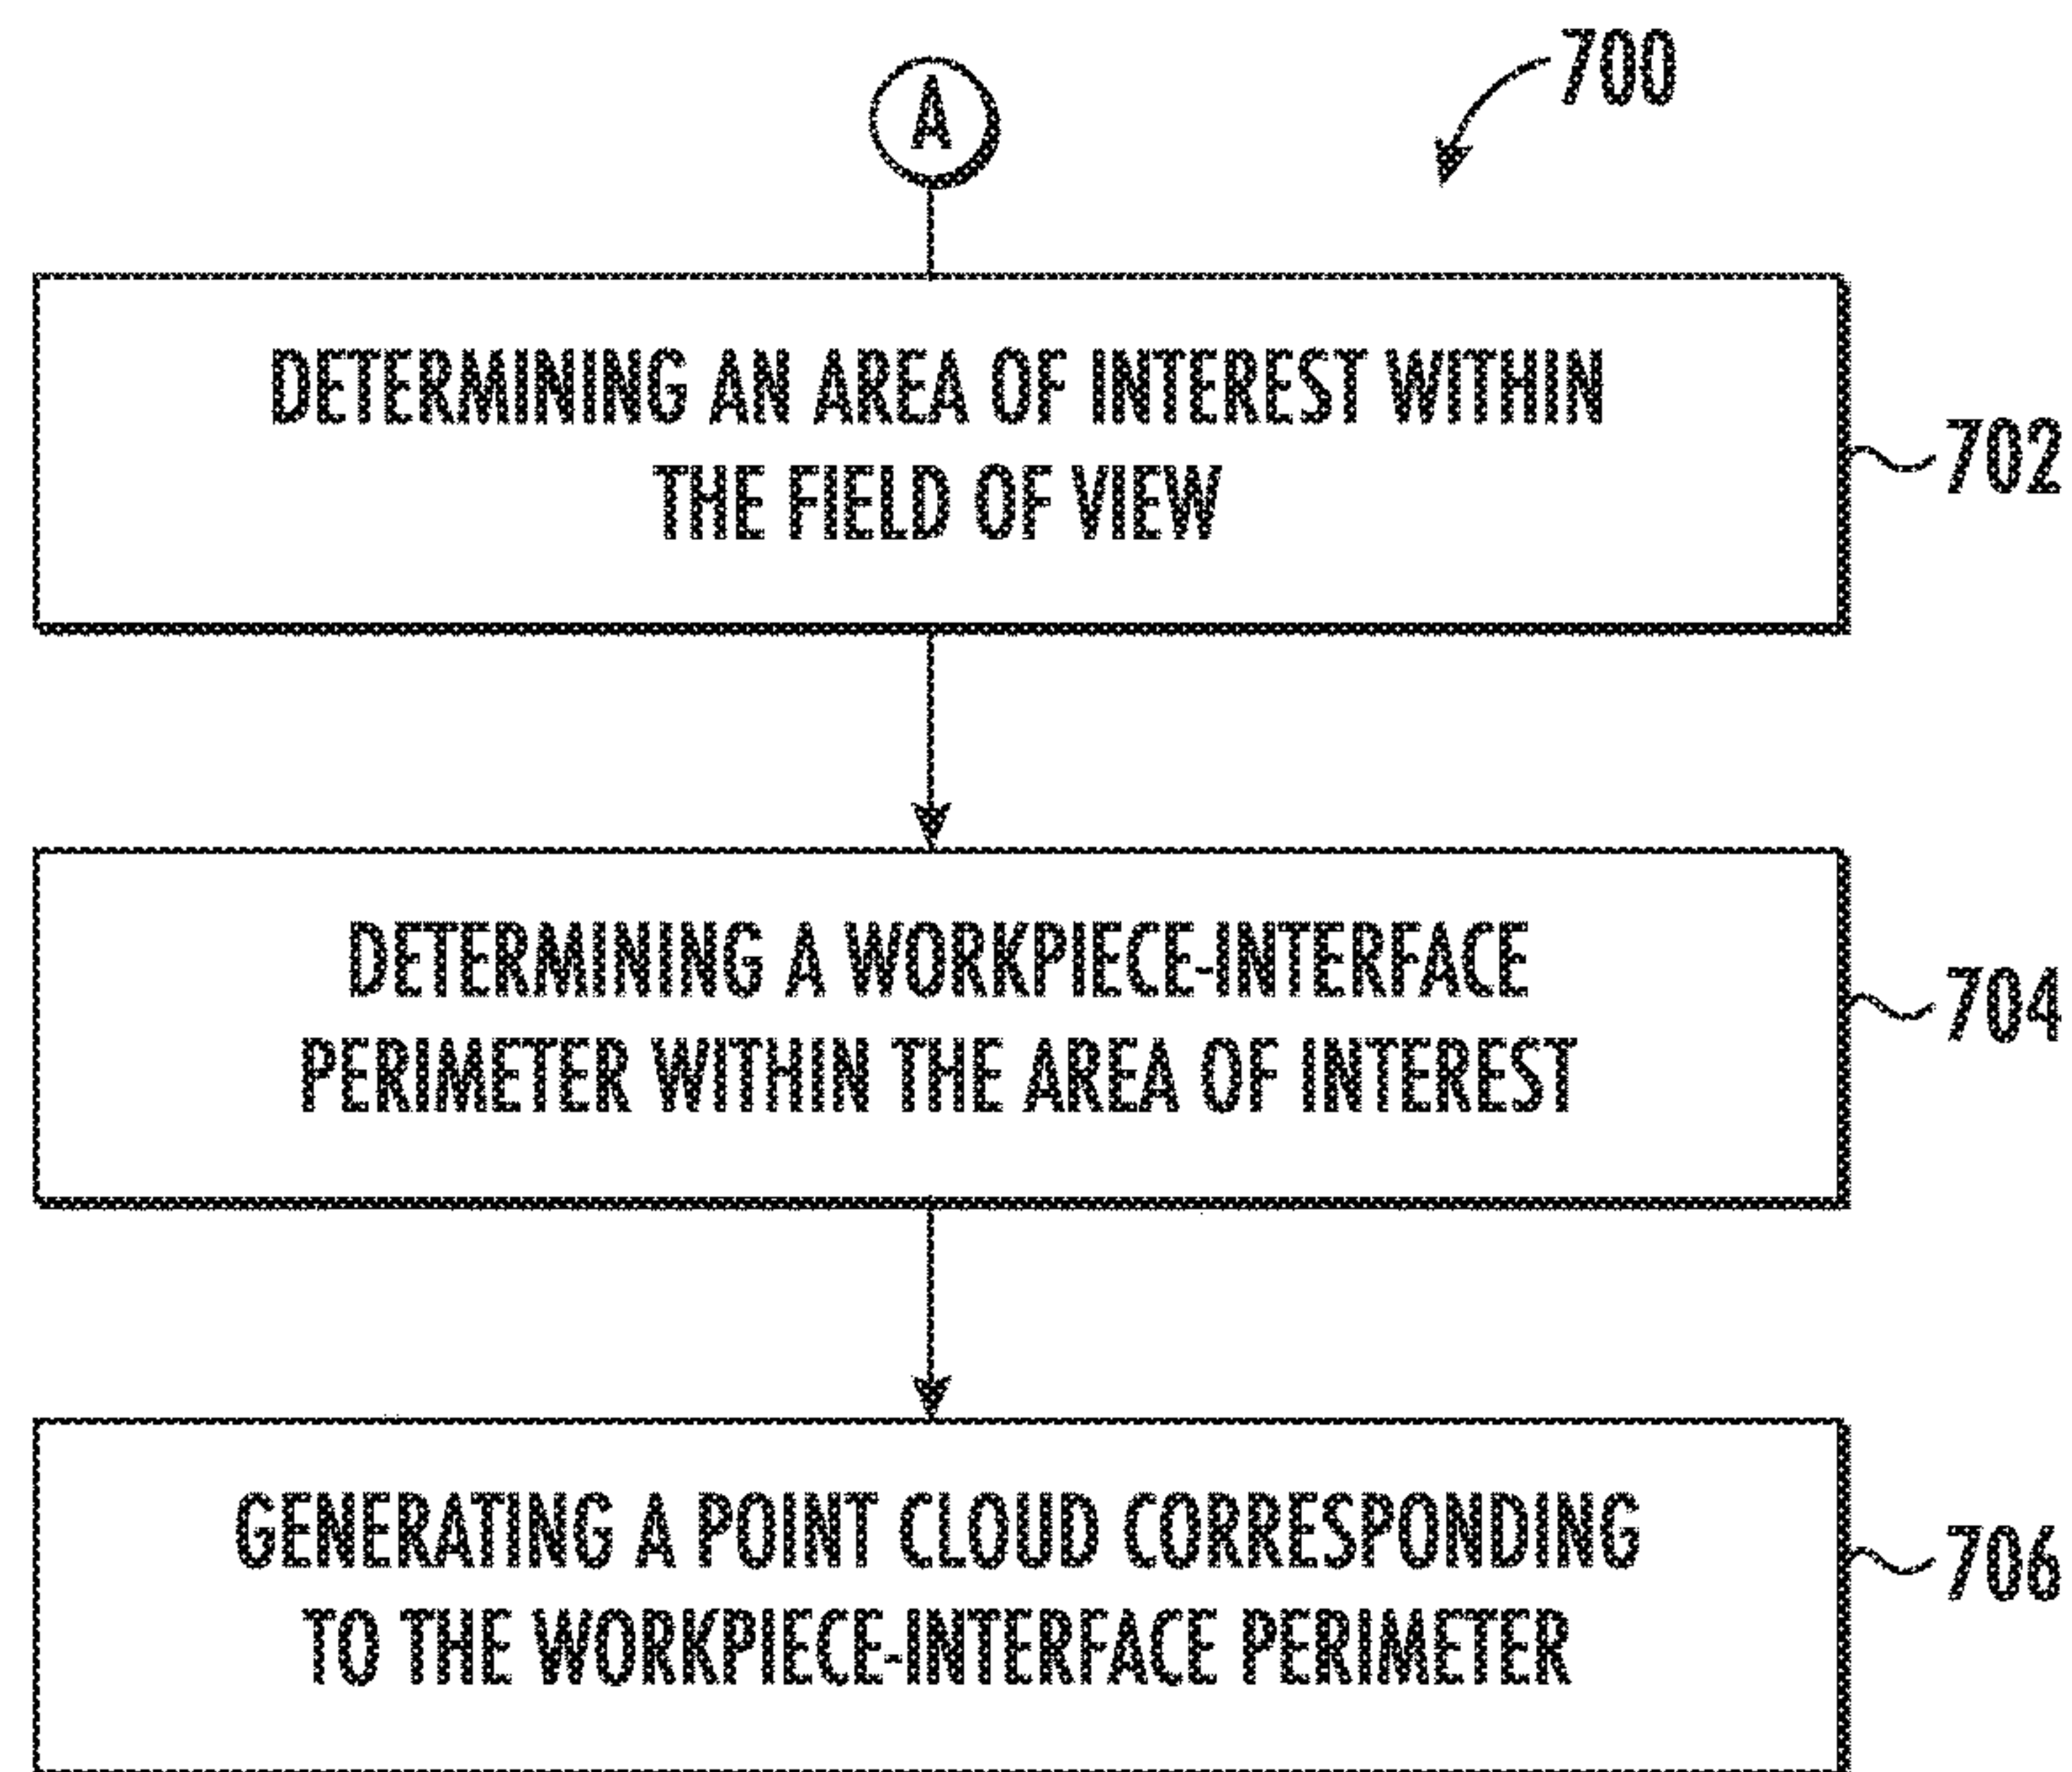 A
700
DETERMINING AN AREA OF INTEREST WITHIN
THE FIELD OF VIEW
702
DETERMINING A WORKPIECE-INTERFACE
PERIMETER WITHIN THE AREA OF INTEREST
704
GENERATING A POINT CLOUD CORRESPONDING
TO THE WORKPIECE-INTERFACE PERIMETER
706